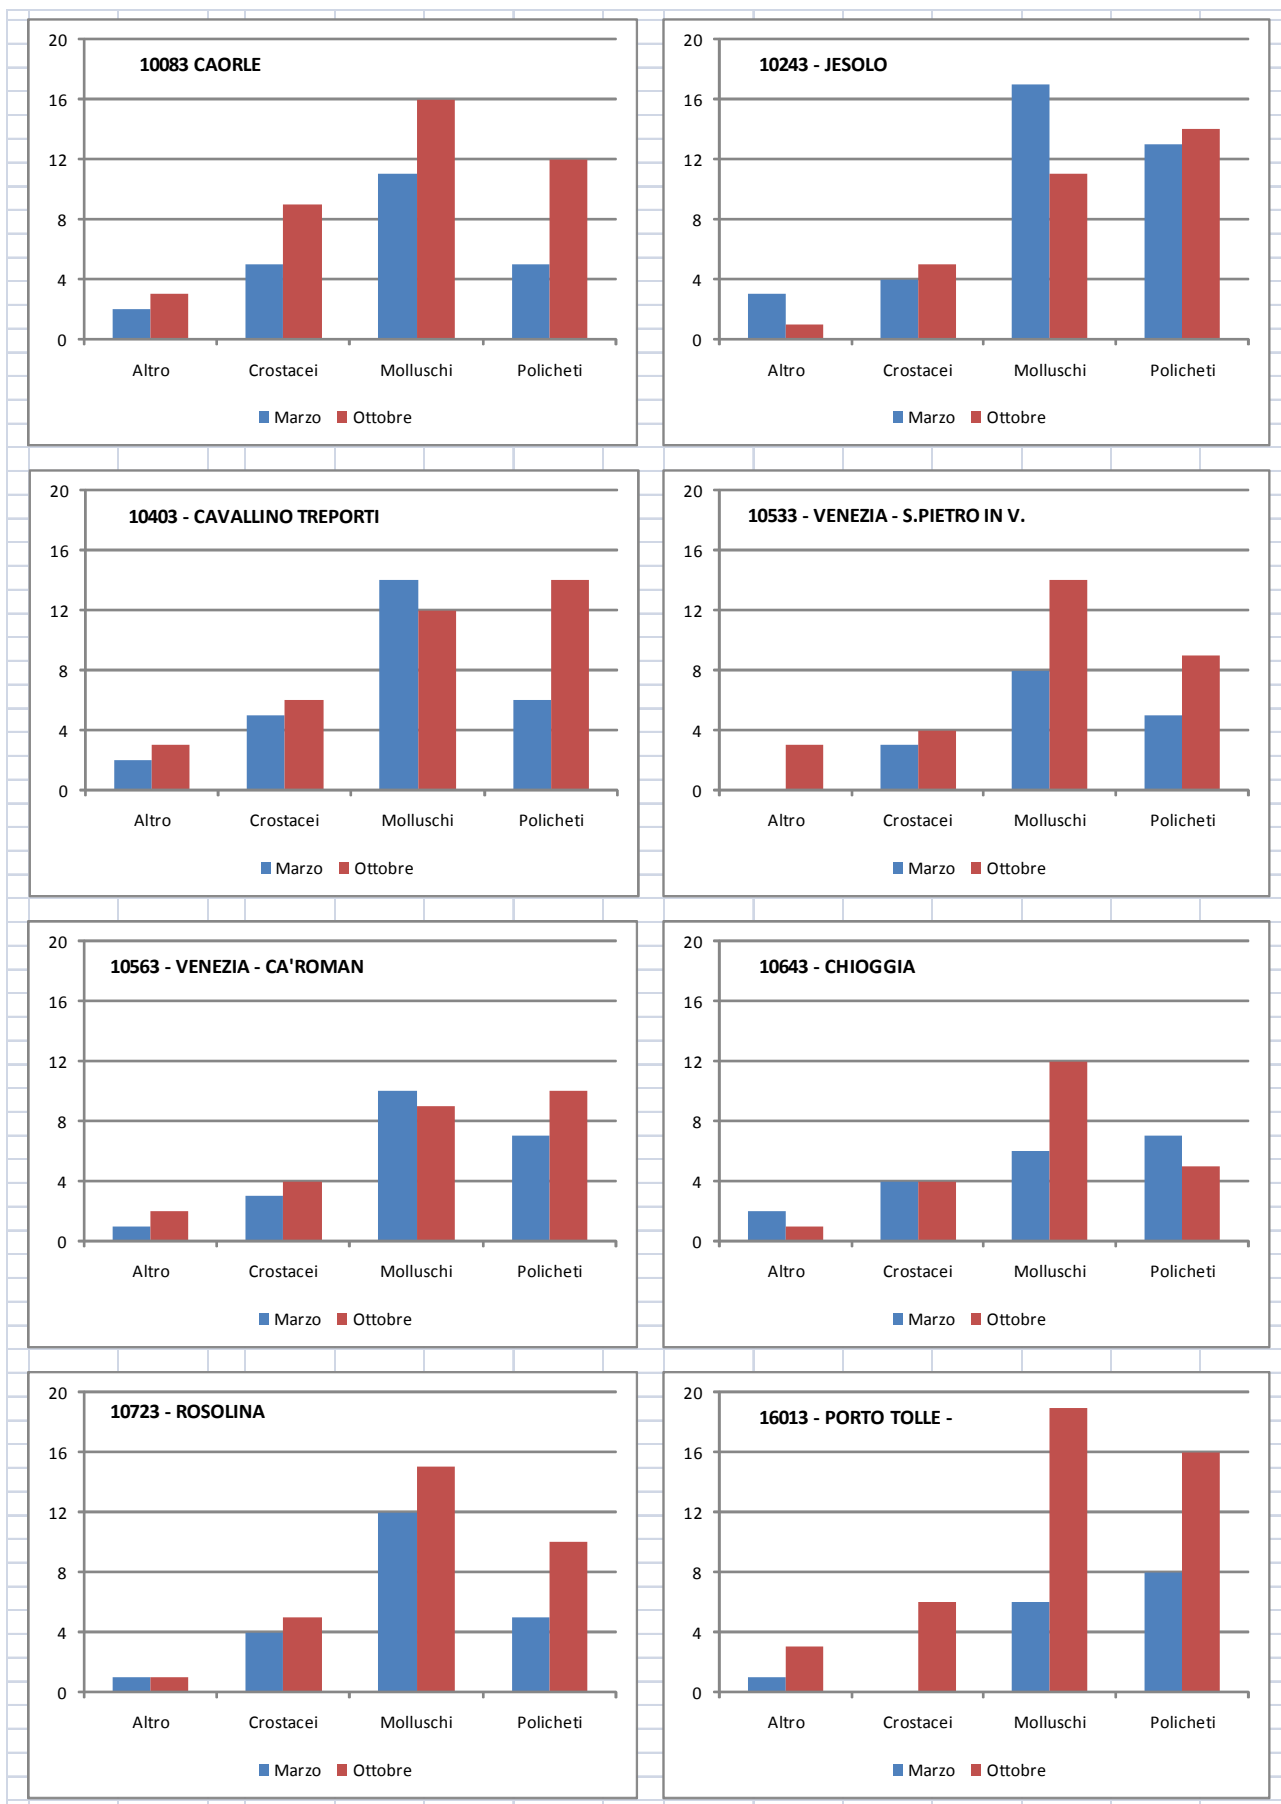 10083 CAORLE
20
16
12
8
4
0
Altro Crostacei Molluschi Policheti
Marzo Ottobre
10243 - JESOLO
20
16
12
8
4
0
Altro Crostacei Molluschi Policheti
Marzo Ottobre
10403 - CAVALLINO TREPORTI
20
16
12
8
4
0
Altro Crostacei Molluschi Policheti
Marzo Ottobre
10533 - VENEZIA - S.PIETRO IN V.
20
16
12
8
4
0
Altro Crostacei Molluschi Policheti
Marzo Ottobre
10563 - VENEZIA - CA'ROMAN
20
16
12
8
4
0
Altro Crostacei Molluschi Policheti
Marzo Ottobre
10643 - CHIOGGIA
20
16
12
8
4
0
Altro Crostacei Molluschi Policheti
Marzo Ottobre
10723 - ROSOLINA
20
16
12
8
4
0
Altro Crostacei Molluschi Policheti
Marzo Ottobre
16013 - PORTO TOLLE -
20
16
12
8
4
0
Altro Crostacei Molluschi Policheti
Marzo Ottobre